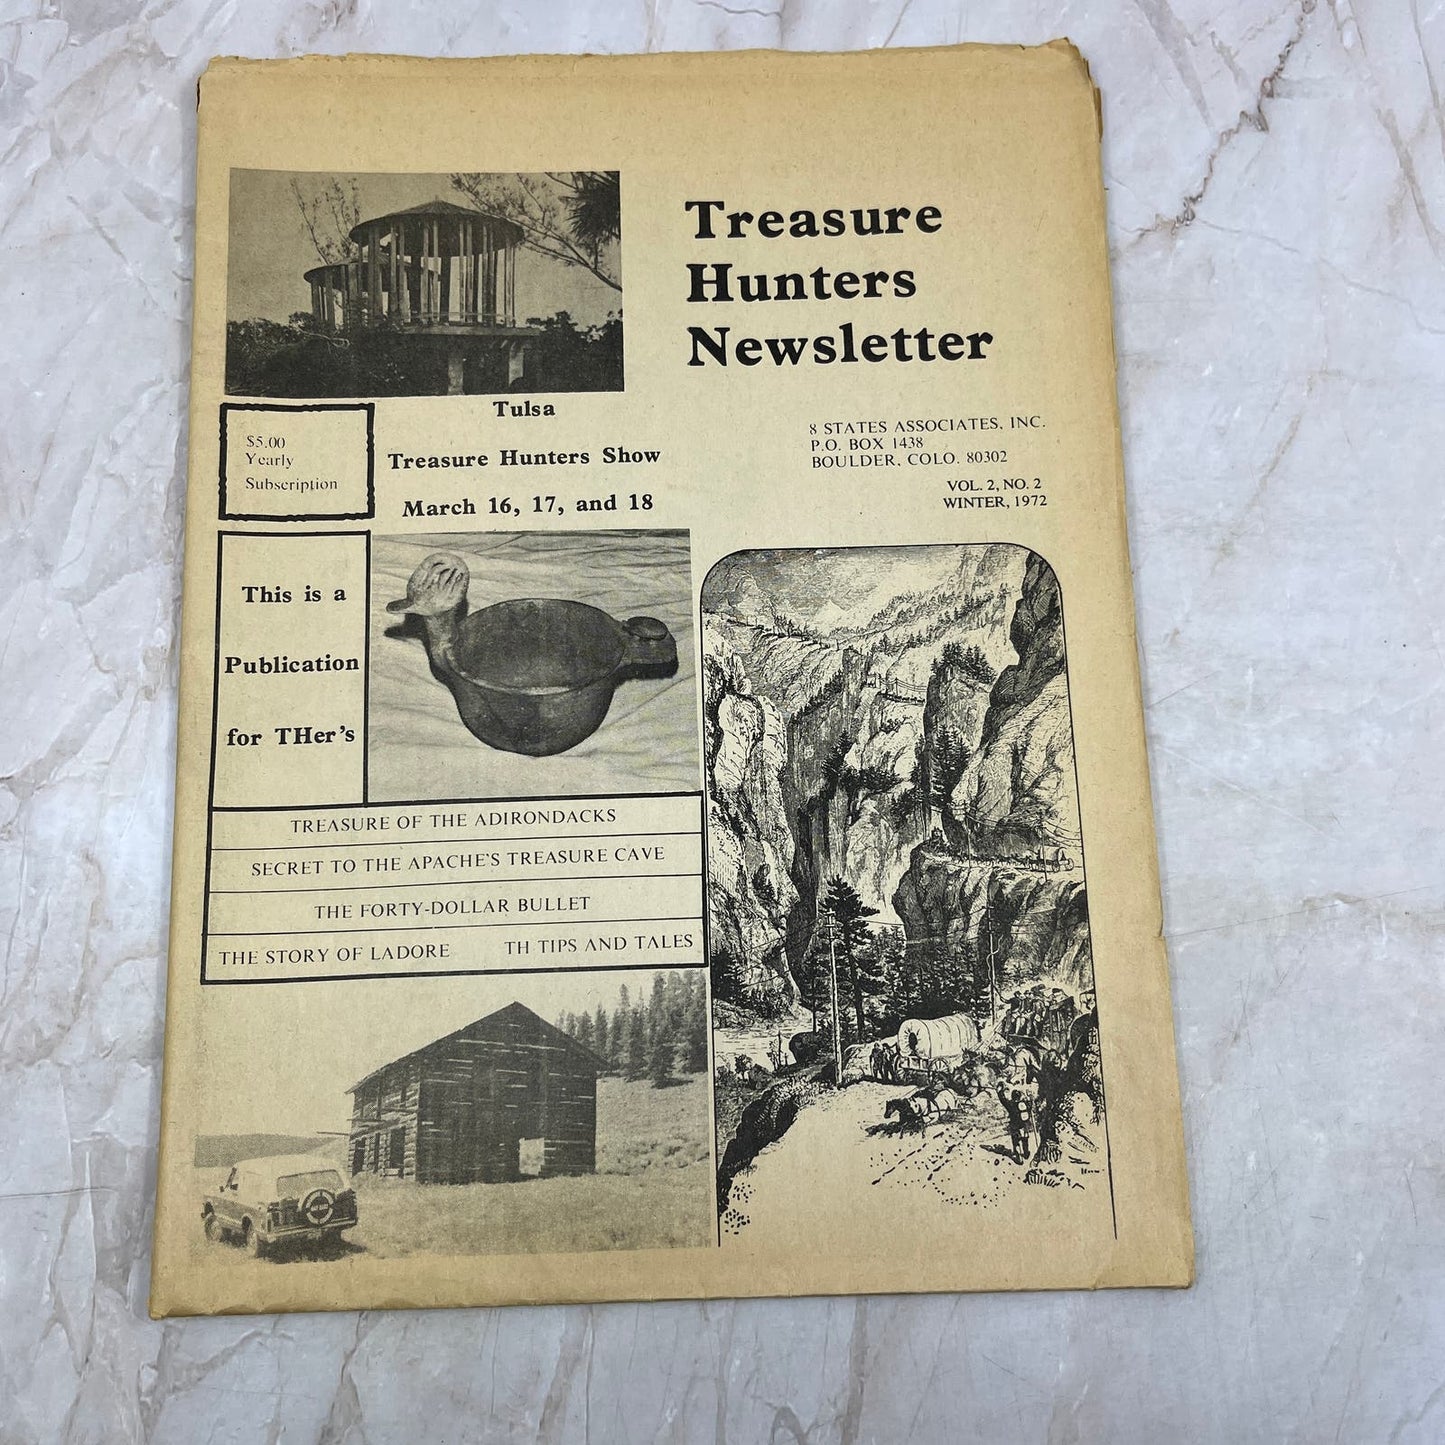 Treasure
Hunters
Newsletter
8 STATES ASSOCIATES, INC.
P.O. BOX 1438
BOULDER, COLO. 80302
VOL. 2, NO. 2
WINTER, 1972
$5.00
Yearly
Subscription
Tulsa
Treasure Hunters Show
March 16, 17, and 18
This is a
Publication
for THer's
TREASURE OF THE ADIRONDACKS
SECRET TO THE APACHE'S TREASURE CAVE
THE FORTY-DOLLAR BULLET
THE STORY OF LADORE TH TIPS AND TALES